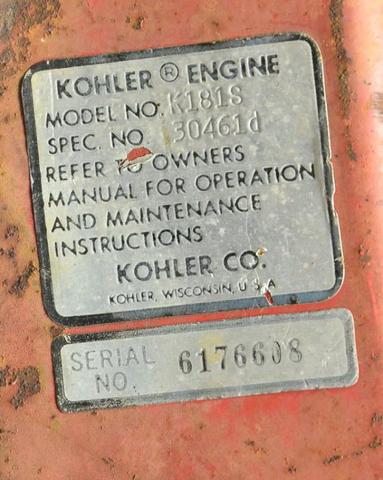 KOHLER ® ENGINE
MODEL NO. K181S
SPEC. NO 30461d
REFER TO OWNERS
MANUAL FOR OPERATION
AND MAINTENANCE
INSTRUCTIONS
KOHLER CO.
KOHLER, WISCONSIN, U.S.A
SERIAL NO. 6176608